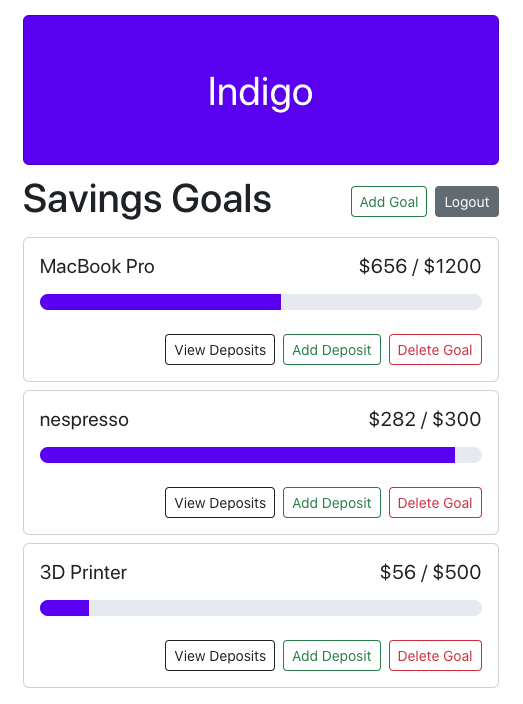 Indigo
Savings Goals Add Goal Logout
MacBook Pro $656 / $1200
View Deposits Add Deposit Delete Goal
nespresso $282 / $300
View Deposits Add Deposit Delete Goal
3D Printer $56 / $500
View Deposits Add Deposit Delete Goal